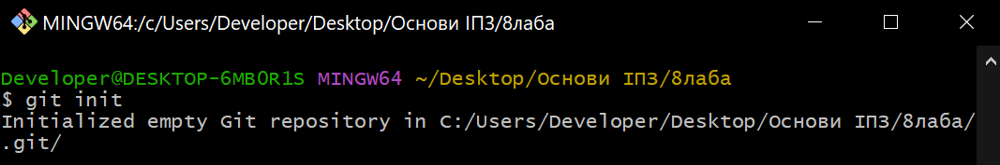 MINGW64:/c/Users/Developer/Desktop/Основи ІПЗ/8лаба
Developer@DESKTOP-6MB0R1S MINGW64 ~/Desktop/Основи ІПЗ/8лаба
$ git init
Initialized empty Git repository in C:/Users/Developer/Desktop/Основи ІПЗ/8лаба/
.git/